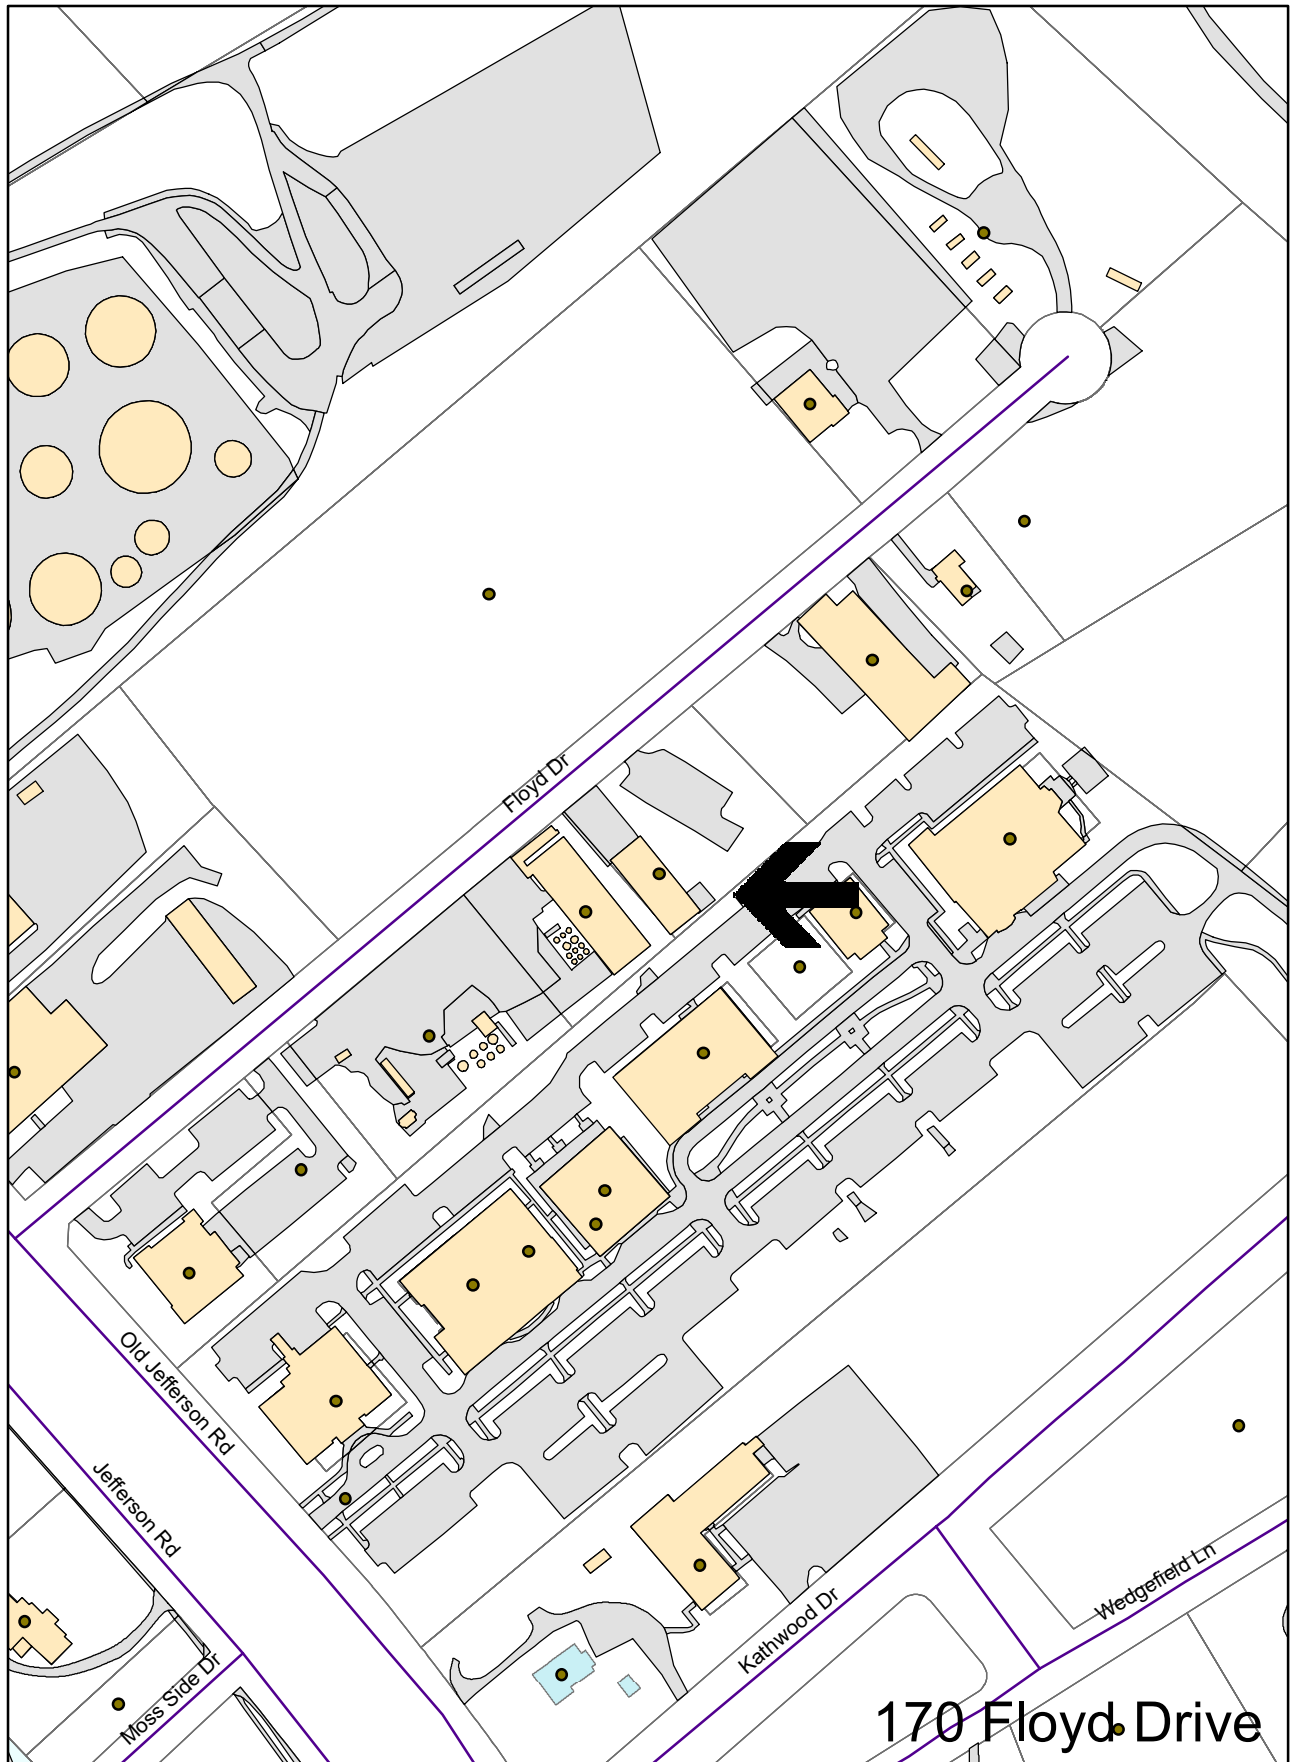 Floyd Dr
Old Jefferson Rd
Jefferson Rd
Wedgefield Ln
Kathwood Dr
Moss Side Dr
170 Floyd Drive